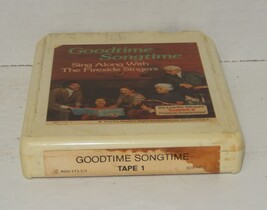 Goodtime
Songtime
Sing Along With
The Fireside Singers
GOODTIME SONGTIME
TAPE 1